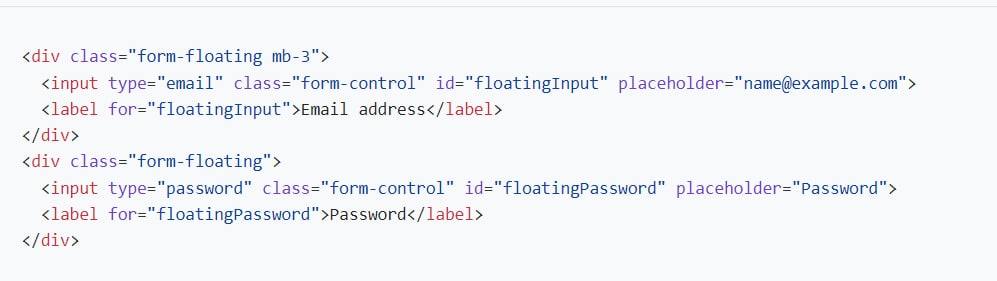 <div class="form-floating mb-3">
  <input type="email" class="form-control" id="floatingInput" placeholder="name@example.com">
  <label for="floatingInput">Email address</label>
</div>
<div class="form-floating">
  <input type="password" class="form-control" id="floatingPassword" placeholder="Password">
  <label for="floatingPassword">Password</label>
</div>